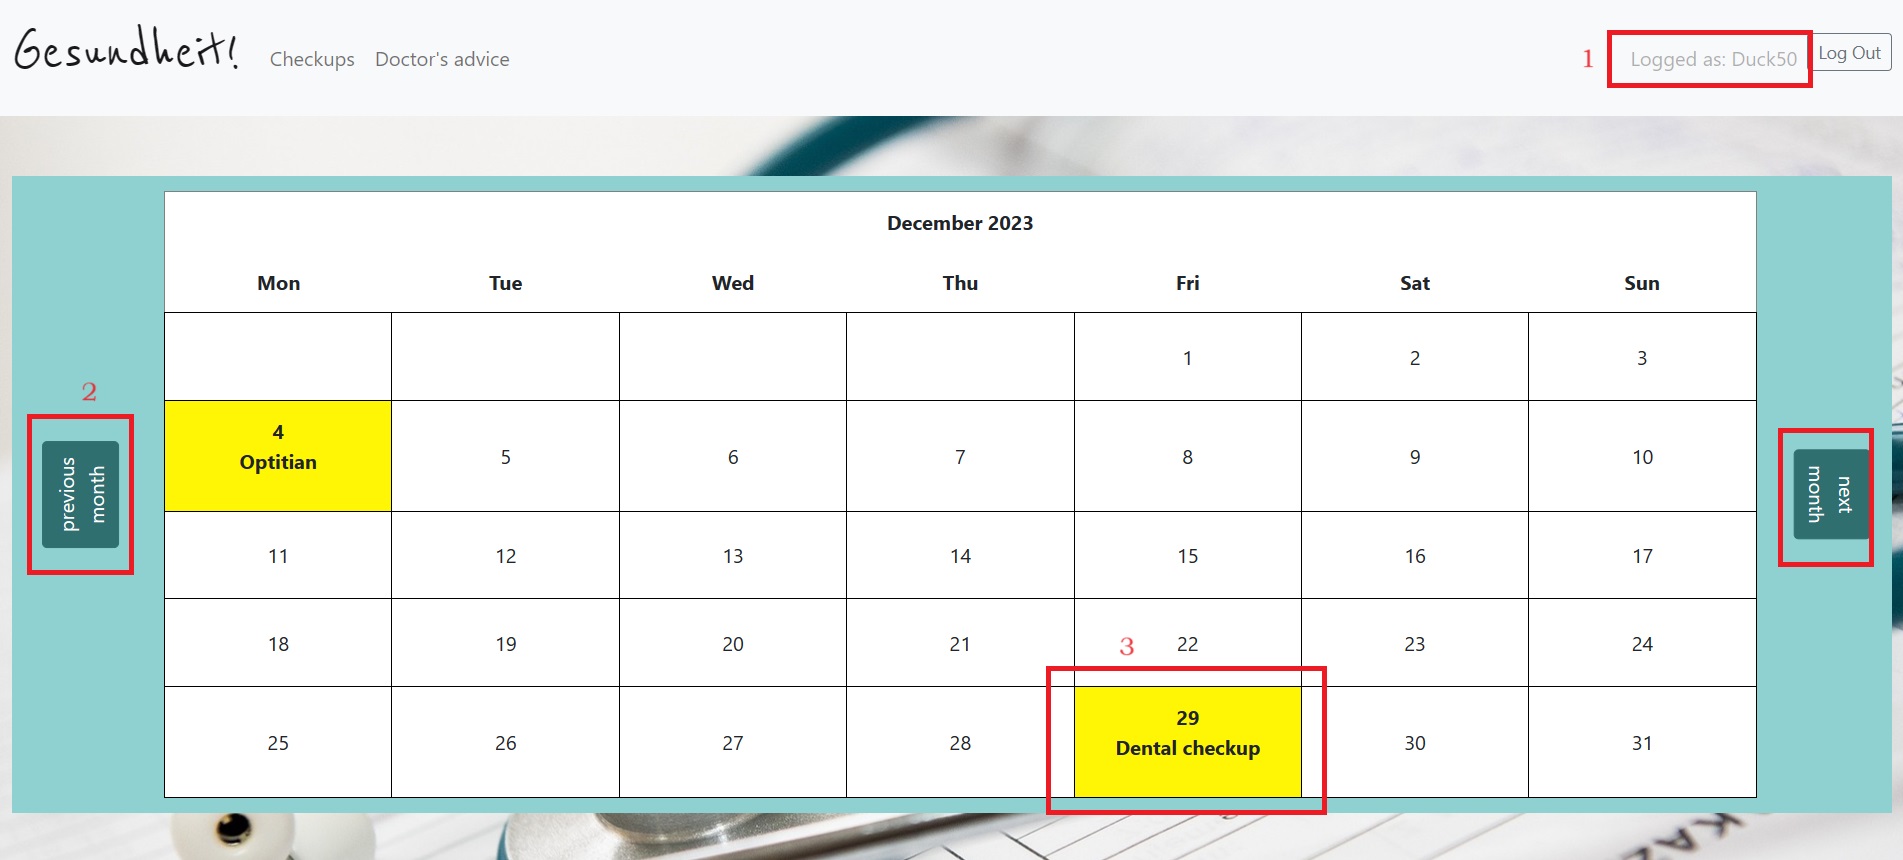 Gesundheit!
Checkups
Doctor's advice
1
Logged as: Duck50
Log Out
December 2023
Mon Tue Wed Thu Fri Sat Sun
1 2 3
2
previous
month
4
Optitian
5 6 7 8 9 10
next
month
11 12 13 14 15 16 17
3
18 19 20 21 22 23 24
25 26 27 28
29
Dental checkup
30 31